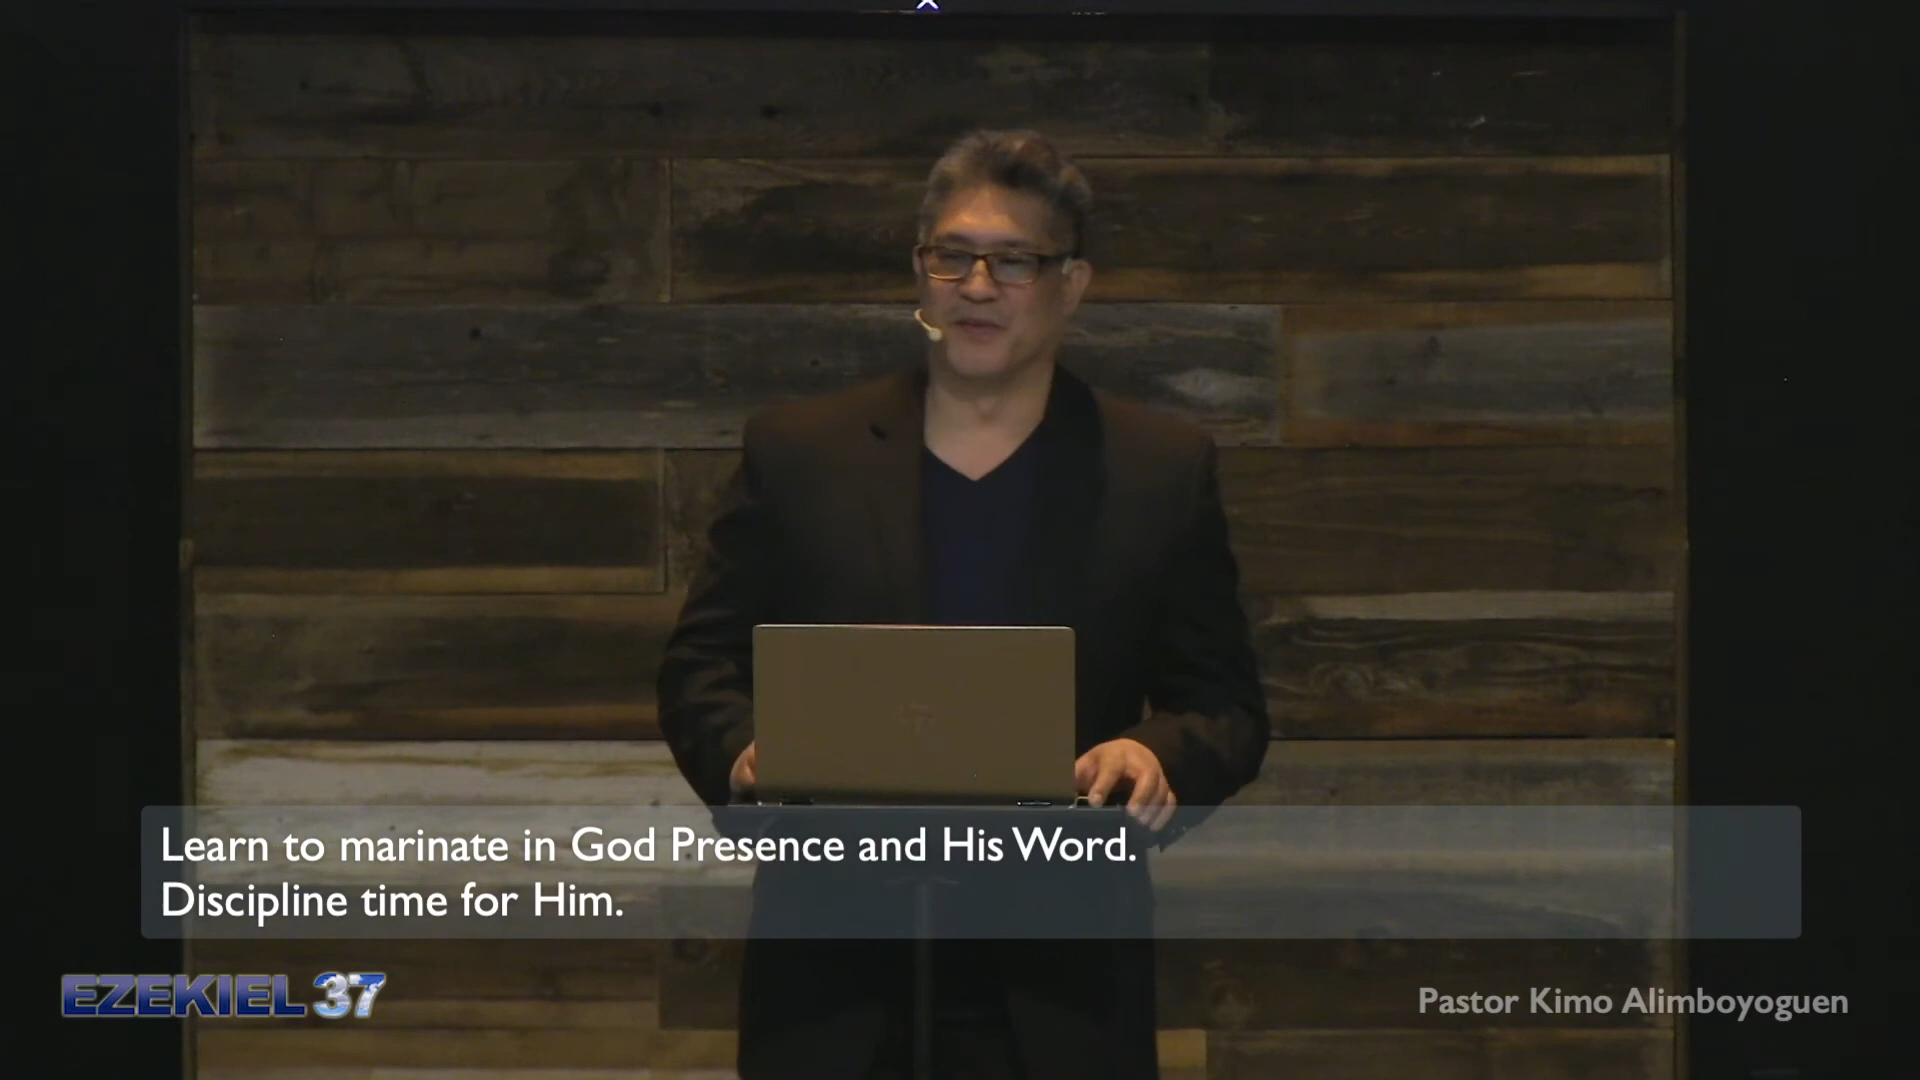 Learn to marinate in God Presence and His Word.
Discipline time for Him.
EZEKIEL 37
Pastor Kimo Alimboyoguen